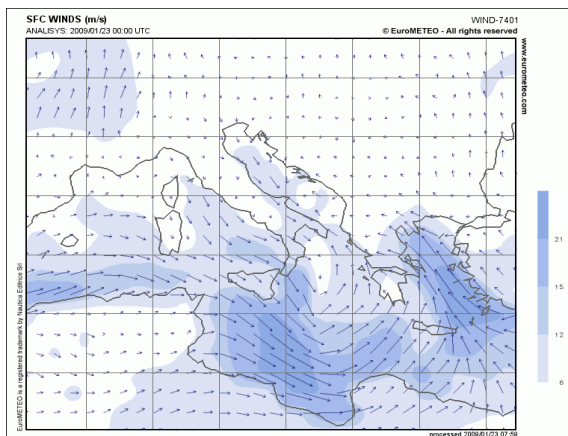 SFC WINDS (m/s)
WIND-7401
ANALISYS: 2009/01/23 00:00 UTC
© EuroMETEO - All rights reserved
www.eurometeo.com
EuroMETEO is a registered trademark by Nautica Editrice Srl
21
15
12
6
processed 2009/01/23 07:59